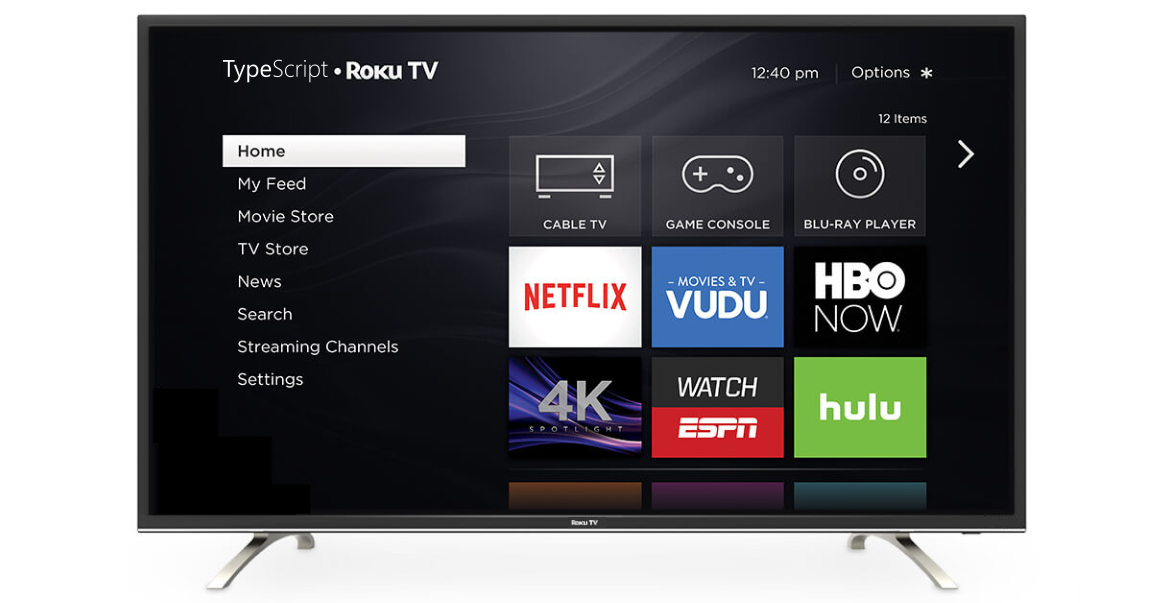 TypeScript • Roku TV
12:40 pm
Options *
12 Items
Home
My Feed
Movie Store
TV Store
News
Search
Streaming Channels
Settings
CABLE TV
GAME CONSOLE
BLU-RAY PLAYER
NETFLIX
– MOVIES & TV –
VUDU
HBO
NOW
4K
SPOTLIGHT
WATCH
ESPN
hulu
Roku TV